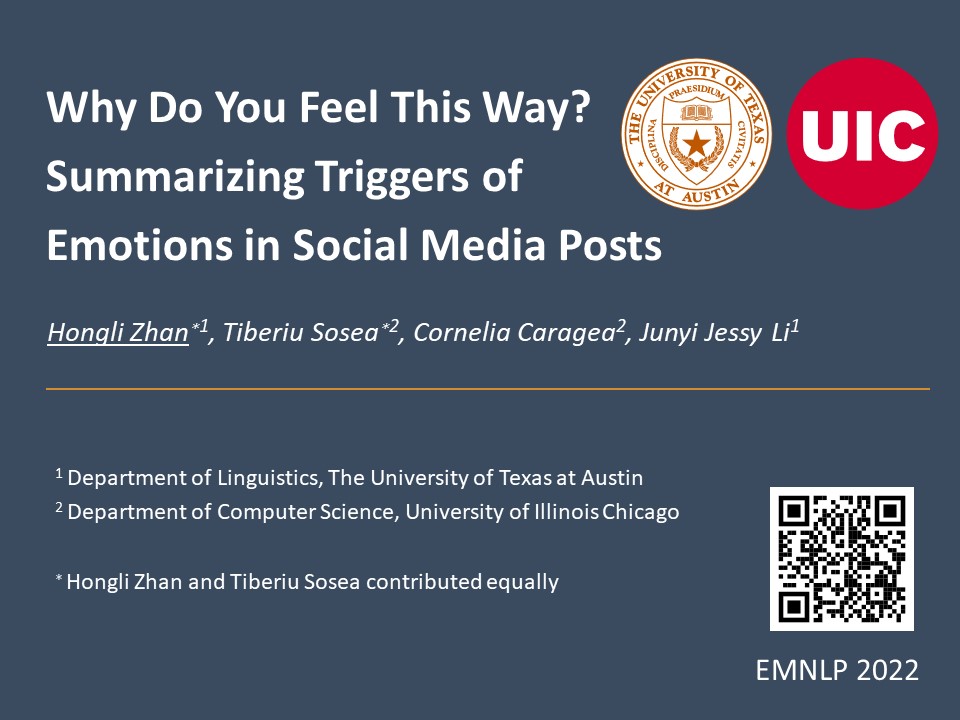 Why Do You Feel This Way?
Summarizing Triggers of
Emotions in Social Media Posts
THE UNIVERSITY OF TEXAS
AT AUSTIN
PRAESIDIUM
DISCIPLINA
CIVITATIS
UIC
Hongli Zhan*1, Tiberiu Sosea*2, Cornelia Caragea2, Junyi Jessy Li1
1 Department of Linguistics, The University of Texas at Austin
2 Department of Computer Science, University of Illinois Chicago
* Hongli Zhan and Tiberiu Sosea contributed equally
EMNLP 2022